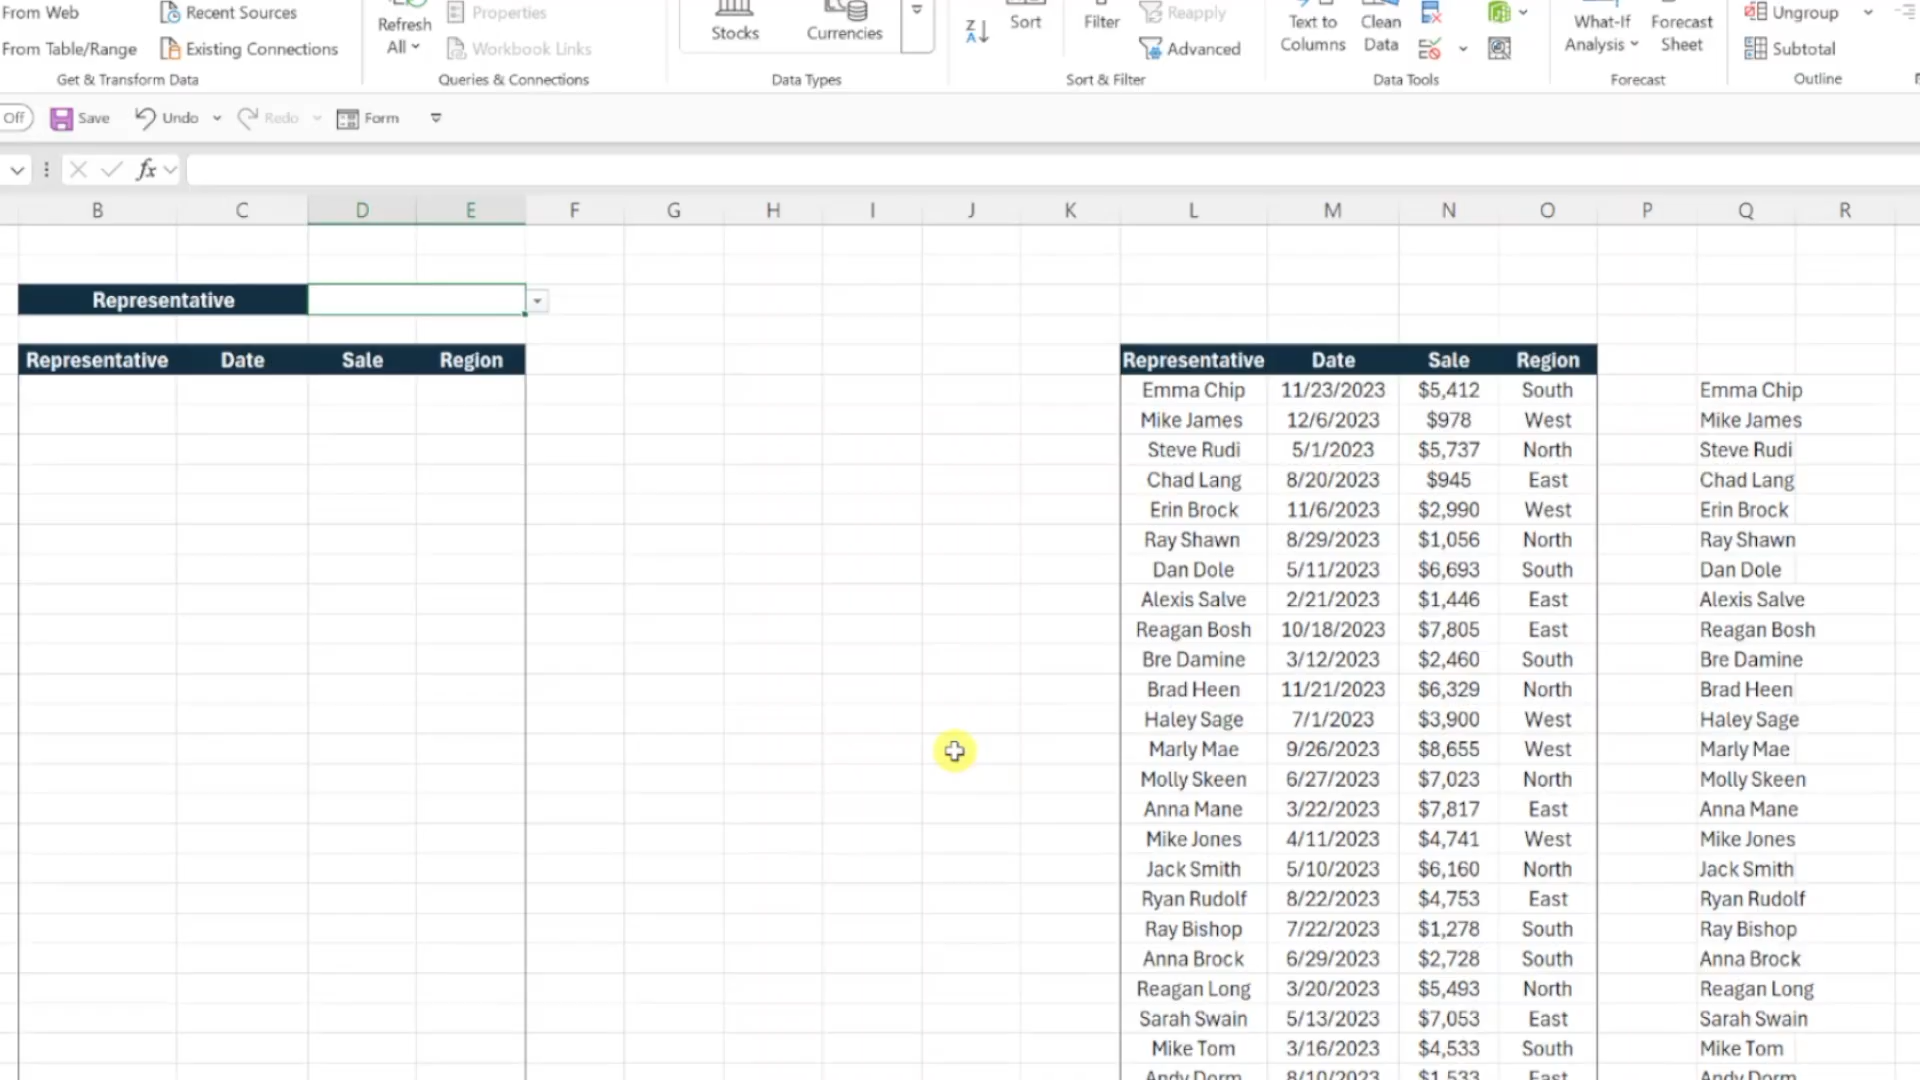 From Web
Recent Sources
Refresh
All
Properties
From Table/Range
Existing Connections
Workbook Links
Get & Transform Data
Queries & Connections
Stocks
Currencies
Data Types
Sort
Filter
Reapply
Advanced
Sort & Filter
Text to
Columns
Clean
Data
Data Tools
What-If
Analysis
Forecast
Sheet
Forecast
Ungroup
Subtotal
Outline
Off
Save
Undo
Redo
Form
fx
B C D E F G H I J K L M N O P Q R
Representative
Representative Date Sale Region
Representative Date Sale Region
Emma Chip 11/23/2023 $5,412 South Emma Chip
Mike James 12/6/2023 $978 West Mike James
Steve Rudi 5/1/2023 $5,737 North Steve Rudi
Chad Lang 8/20/2023 $945 East Chad Lang
Erin Brock 11/6/2023 $2,990 West Erin Brock
Ray Shawn 8/29/2023 $1,056 North Ray Shawn
Dan Dole 5/11/2023 $6,693 South Dan Dole
Alexis Salve 2/21/2023 $1,446 East Alexis Salve
Reagan Bosh 10/18/2023 $7,805 East Reagan Bosh
Bre Damine 3/12/2023 $2,460 South Bre Damine
Brad Heen 11/21/2023 $6,329 North Brad Heen
Haley Sage 7/1/2023 $3,900 West Haley Sage
Marly Mae 9/26/2023 $8,655 West Marly Mae
Molly Skeen 6/27/2023 $7,023 North Molly Skeen
Anna Mane 3/22/2023 $7,817 East Anna Mane
Mike Jones 4/11/2023 $4,741 West Mike Jones
Jack Smith 5/10/2023 $6,160 North Jack Smith
Ryan Rudolf 8/22/2023 $4,753 East Ryan Rudolf
Ray Bishop 7/22/2023 $1,278 South Ray Bishop
Anna Brock 6/29/2023 $2,728 South Anna Brock
Reagan Long 3/20/2023 $5,493 North Reagan Long
Sarah Swain 5/13/2023 $7,053 East Sarah Swain
Mike Tom 3/16/2023 $4,533 South Mike Tom
Andy Dorm 8/10/2023 $1,533 East Andy Dorm